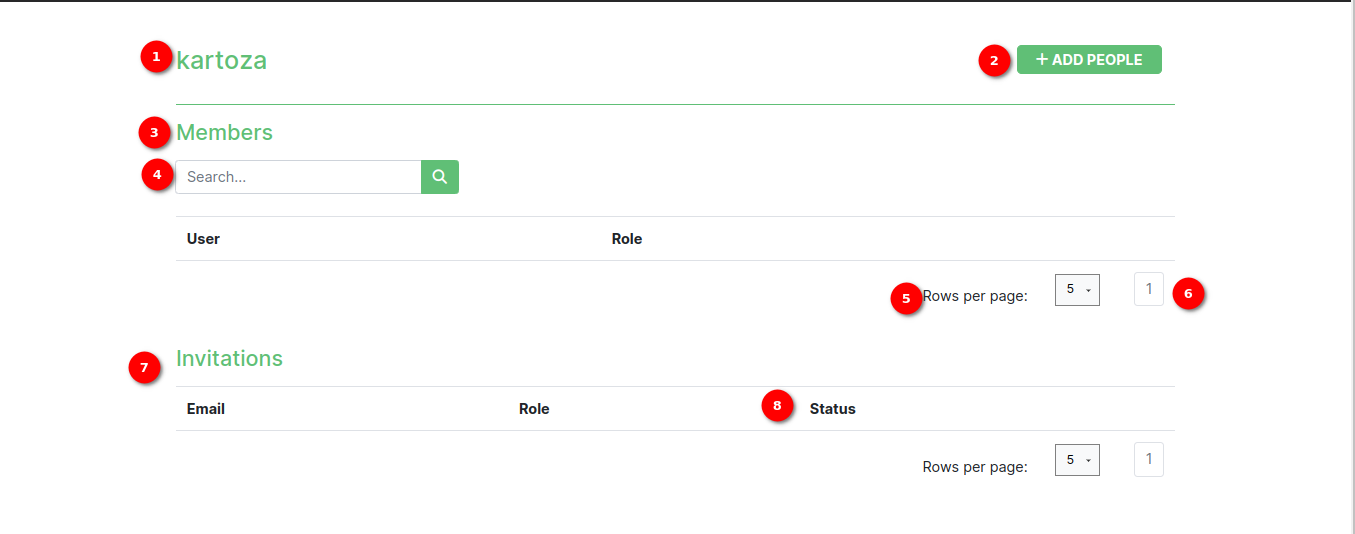 1 kartoza 2 + ADD PEOPLE
3 Members
4 Search...
User Role
5 Rows per page: 5 1 6
7 Invitations
Email Role 8 Status
Rows per page: 5 1